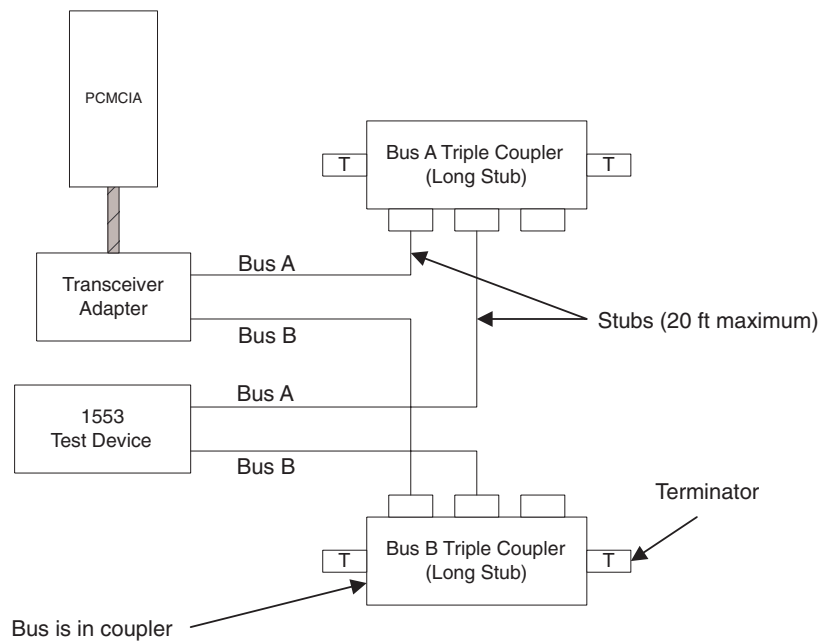 PCMCIA
Bus A Triple Coupler
(Long Stub)
T
T
Transceiver
Adapter
Bus A
Bus B
Stubs (20 ft maximum)
1553
Test Device
Bus A
Bus B
Terminator
Bus B Triple Coupler
(Long Stub)
T
T
Bus is in coupler